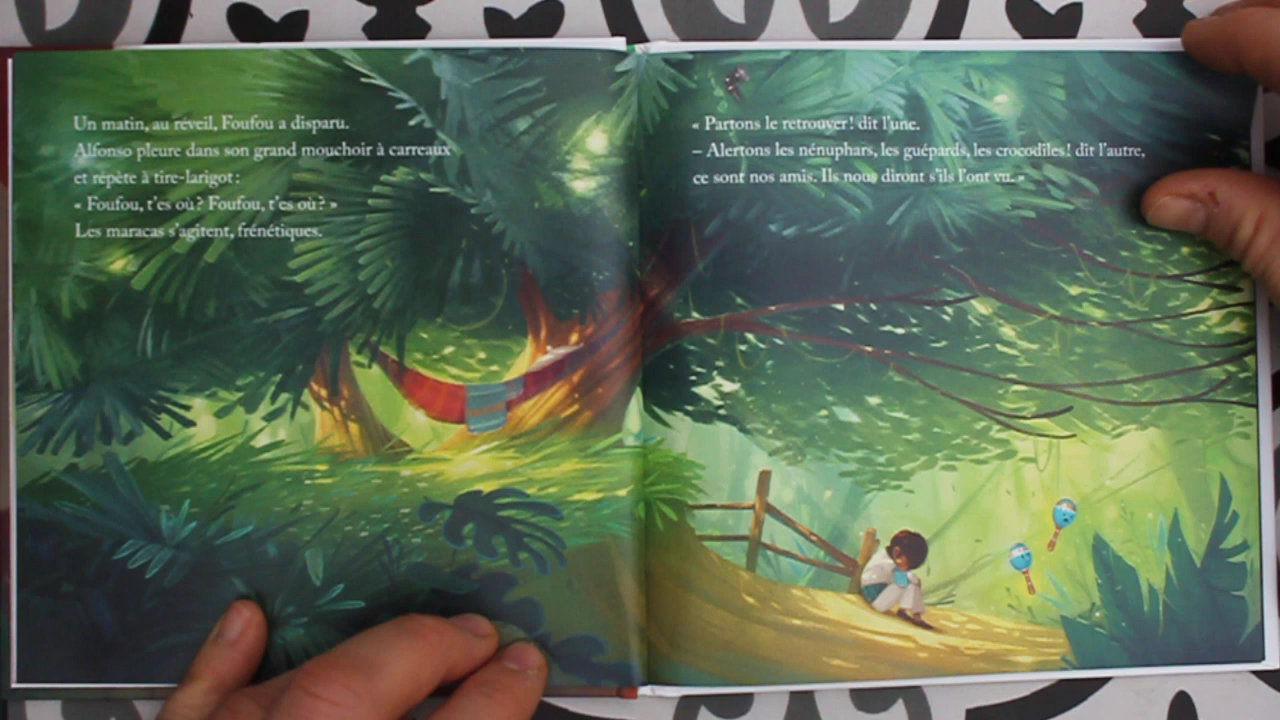 Un matin, au réveil, Foufou a disparu.
Alfonso pleure dans son grand mouchoir à carreaux
et répète à tire-larigot :
« Foufou, t'es où ? Foufou, t'es où ? »
Les maracas s'agitent, frénétiques.
« Partons le retrouver ! dit l'une.
– Alertons les nénuphars, les guépards, les crocodiles ! dit l'autre,
ce sont nos amis. Ils nous diront s'ils l'ont vu. »